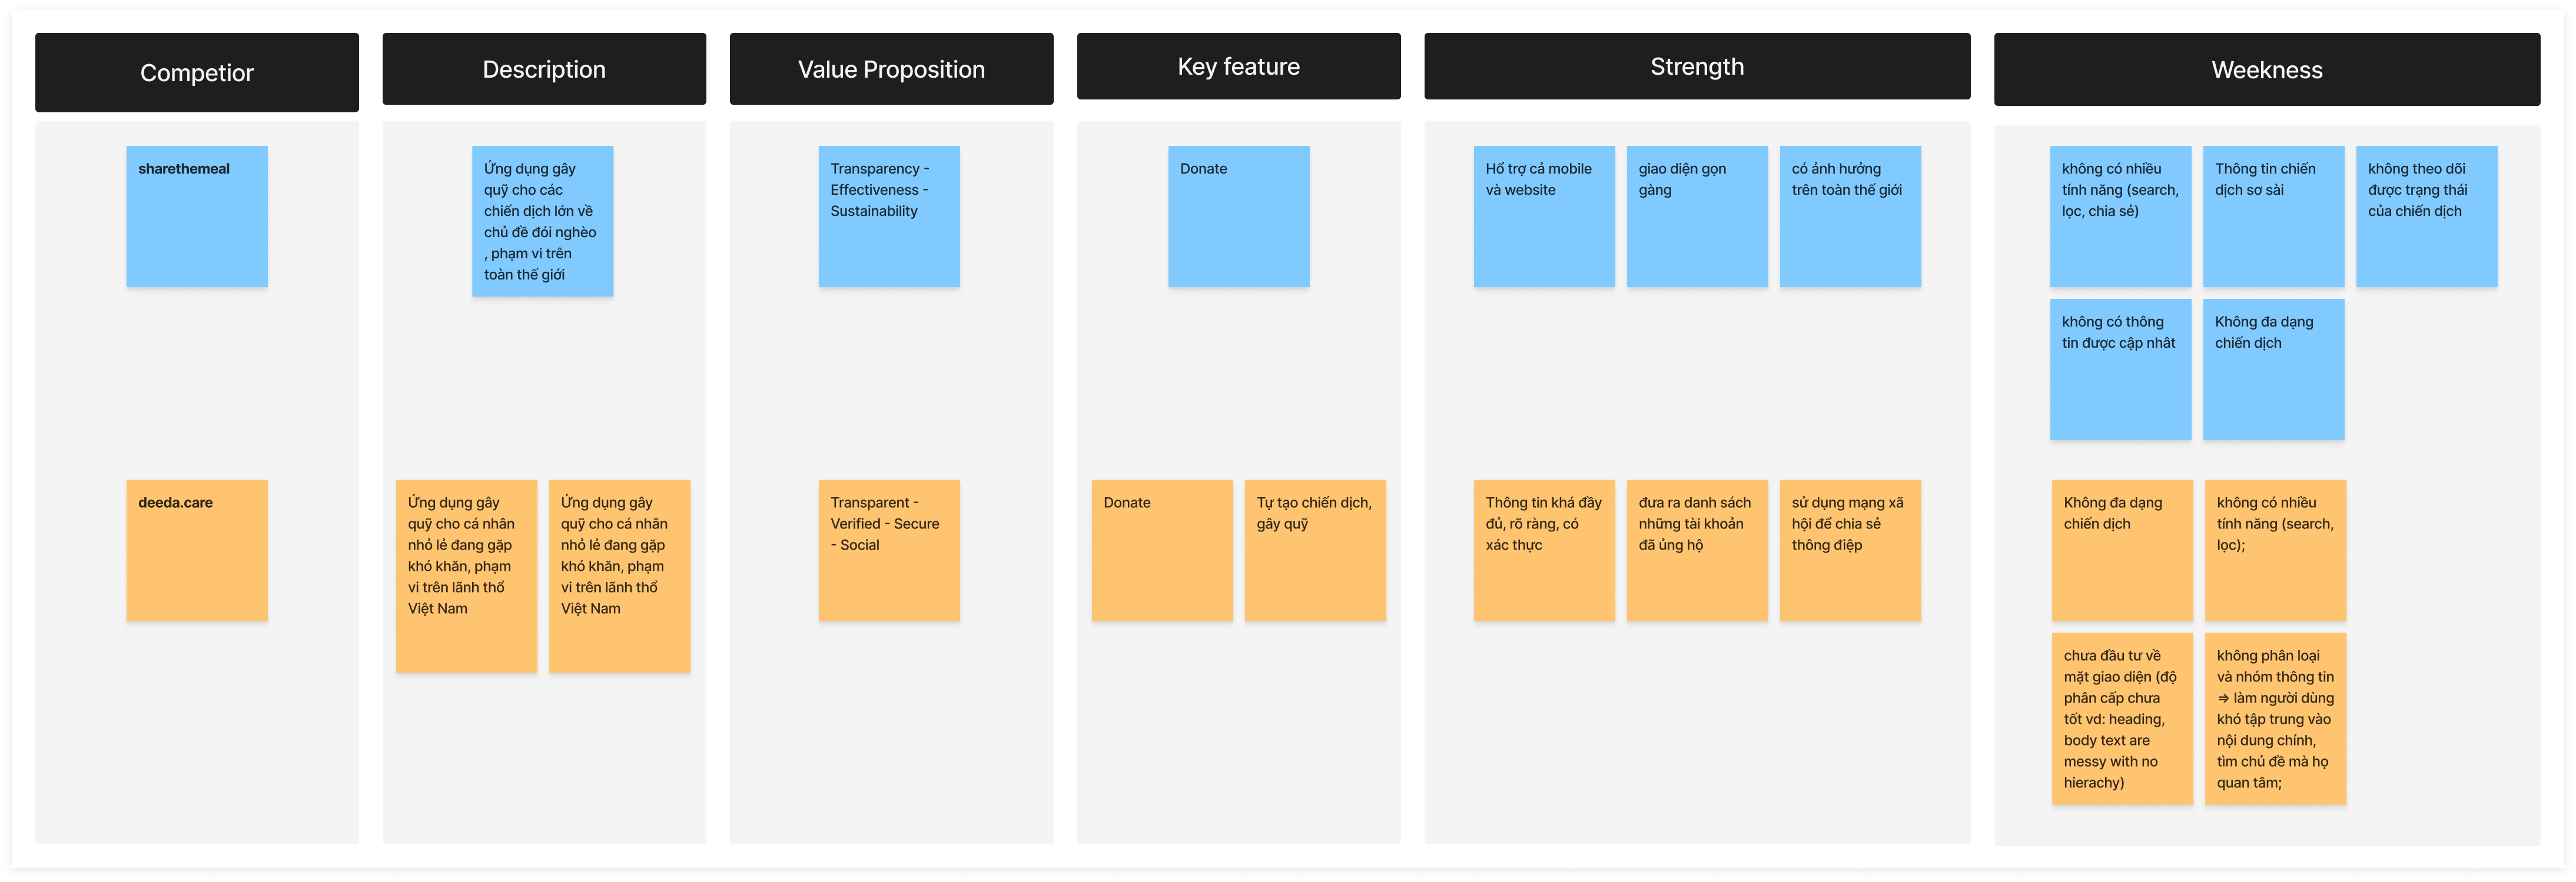 Competior
Description
Value Proposition
Key feature
Strength
Weekness
sharethemeal
Ứng dụng gây
quỹ cho các
chiến dịch lớn về
chủ đề đói nghèo
, phạm vi trên
toàn thế giới
Transparency -
Effectiveness -
Sustainability
Donate
Hổ trợ cả mobile
và website
giao diện gọn
gàng
có ảnh hưởng
trên toàn thế giới
không có nhiều
tính năng (search,
lọc, chia sẻ)
Thông tin chiến
dịch sơ sài
không theo dõi
được trạng thái
của chiến dịch
không có thông
tin được cập nhât
Không đa dạng
chiến dịch
deeda.care
Ứng dụng gây
quỹ cho cá nhân
nhỏ lẻ đang gặp
khó khăn, phạm
vi trên lãnh thổ
Việt Nam
Ứng dụng gây
quỹ cho cá nhân
nhỏ lẻ đang gặp
khó khăn, phạm
vi trên lãnh thổ
Việt Nam
Transparent -
Verified - Secure
- Social
Donate
Tự tạo chiến dịch,
gây quỹ
Thông tin khá đầy
đủ, rõ ràng, có
xác thực
đưa ra danh sách
những tài khoản
đã ủng hộ
sử dụng mạng xã
hội để chia sẻ
thông điệp
Không đa dạng
chiến dịch
không có nhiều
tính năng (search,
lọc);
chưa đầu tư về
mặt giao diện (độ
phân cấp chưa
tốt vd: heading,
body text are
messy with no
hierachy)
không phân loại
và nhóm thông tin
=> làm người dùng
khó tập trung vào
nội dung chính,
tìm chủ đề mà họ
quan tâm;